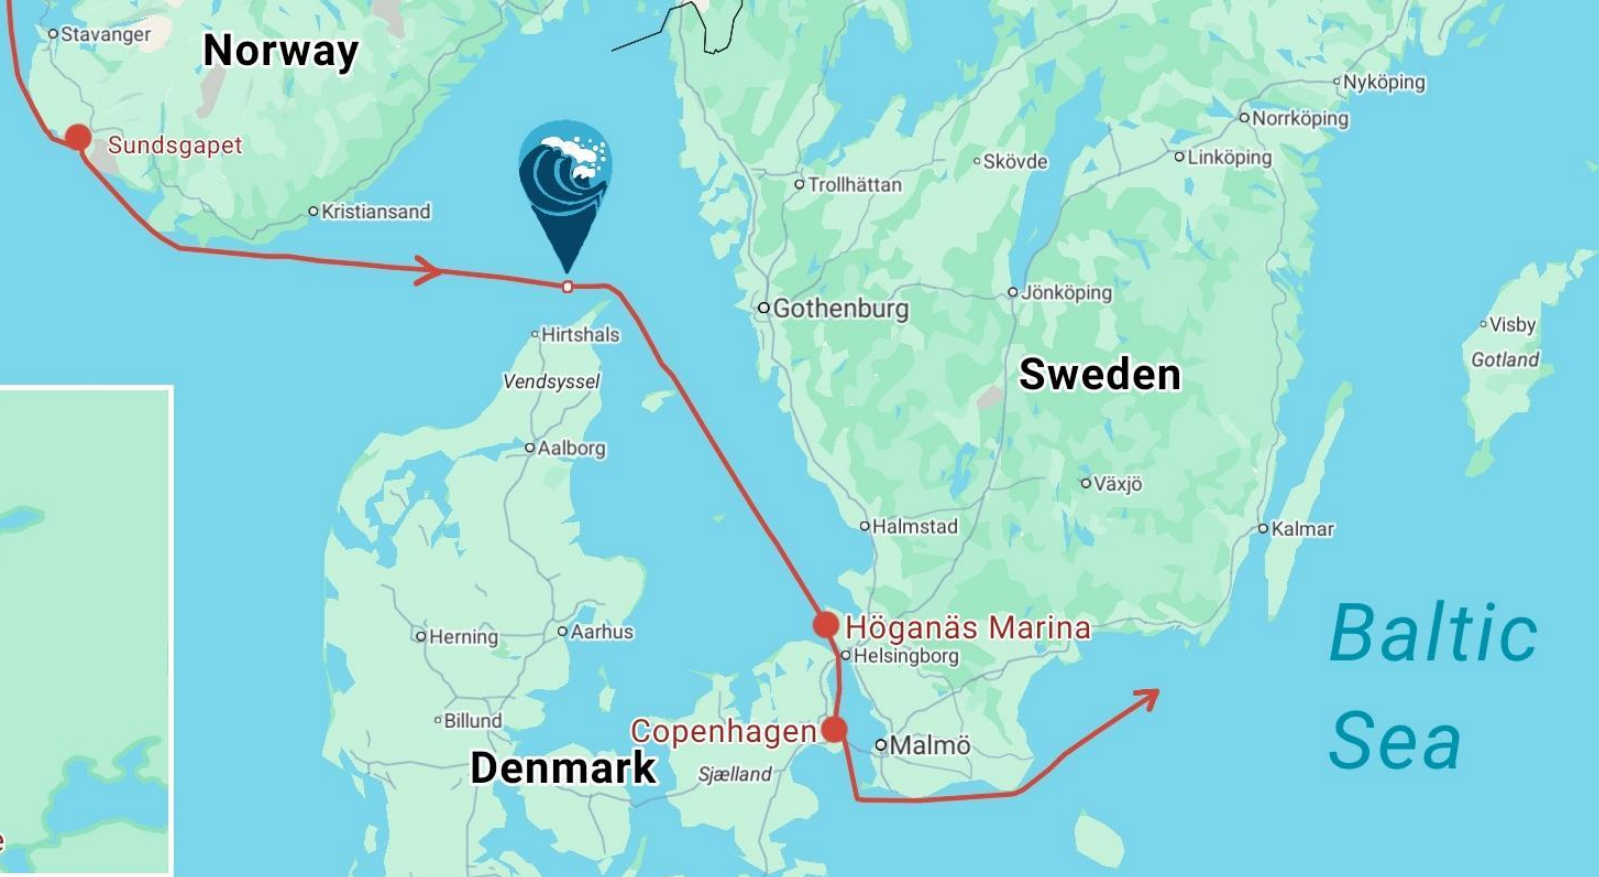 Stavanger
Norway
Nyköping
Norrköping
Sundsgapet
Linköping
Skövde
Trollhättan
Kristiansand
Jönköping
Gothenburg
Visby
Hirtshals
Gotland
Sweden
Vendsyssel
Aalborg
Växjö
Halmstad
Kalmar
Höganäs Marina
Baltic
Sea
Herning
Aarhus
Helsingborg
Billund
Copenhagen
Malmö
Denmark
Sjælland
e